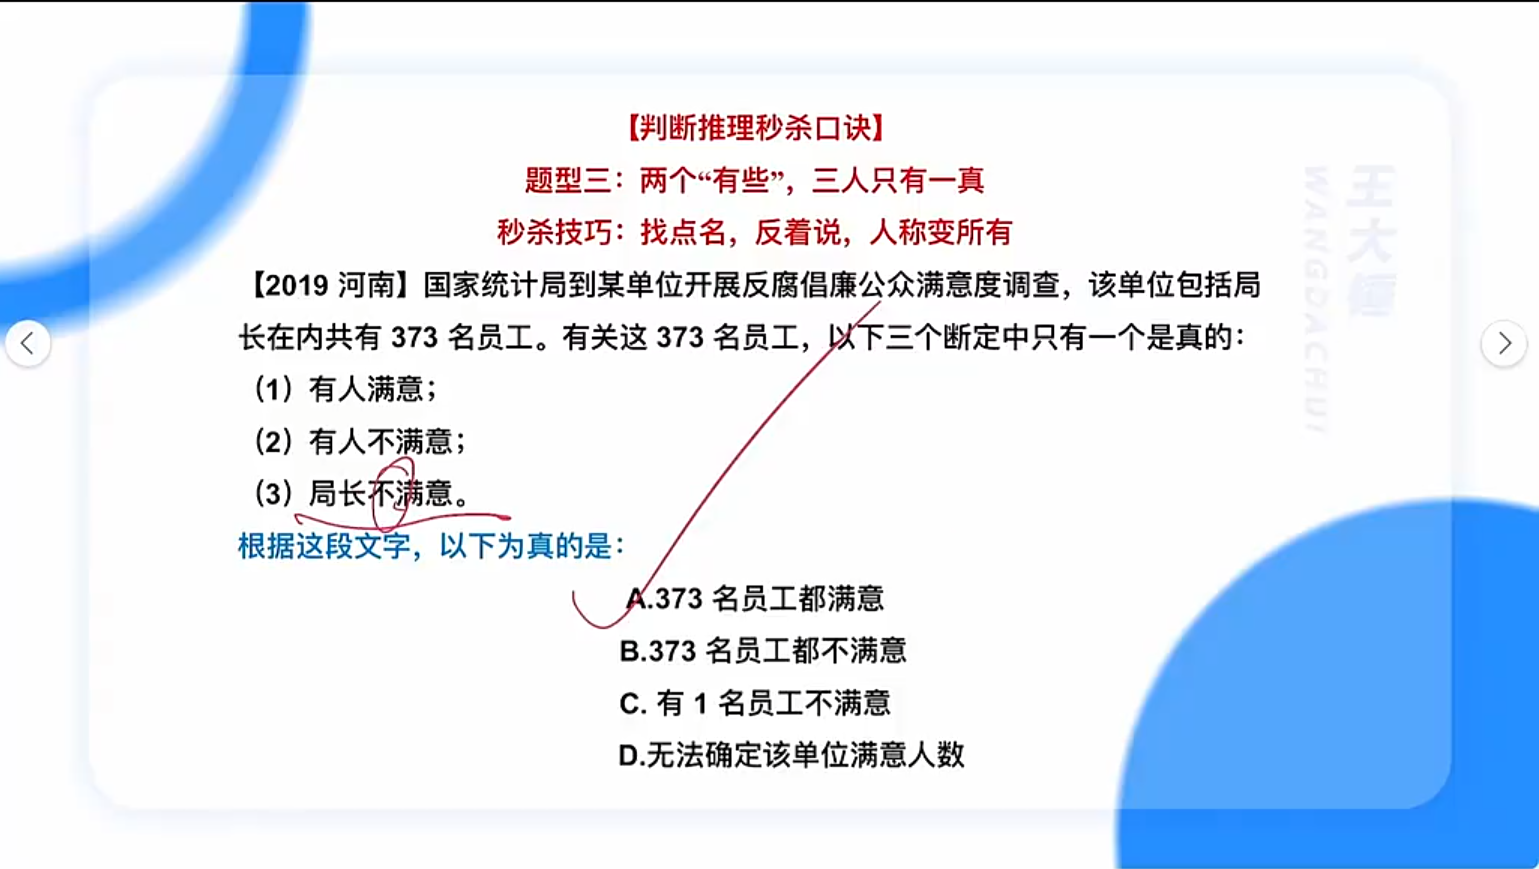 【判断推理秒杀口诀】
题型三：两个“有些”，三人只有一真
秒杀技巧：找点名，反着说，人称变所有
【2019 河南】国家统计局到某单位开展反腐倡廉公众满意度调查，该单位包括局
长在内共有 373 名员工。有关这 373 名员工，以下三个断定中只有一个是真的：
（1）有人满意；
（2）有人不满意；
（3）局长不满意。
根据这段文字，以下为真的是：
A.373 名员工都满意
B.373 名员工都不满意
C. 有 1 名员工不满意
D.无法确定该单位满意人数
王大锤
WANGDACHUI